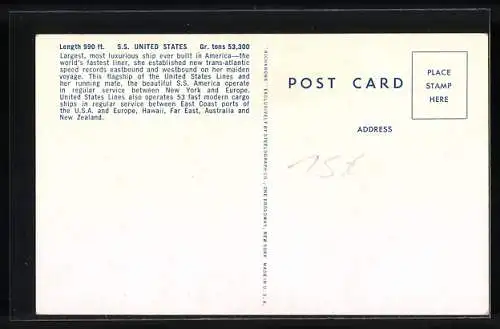 Length 990 ft. S.S. UNITED STATES Gr. tons 53,300
Largest, most luxurious ship ever built in America—the
world's fastest liner, she established new trans-atlantic
speed records eastbound and westbound on her maiden
voyage. This flagship of the United States Lines and
her running mate, the beautiful S.S. America operate
in regular service between New York and Europe.
United States Lines also operates 53 fast modern cargo
ships in regular service between East Coast ports of
the U.S.A. and Europe, Hawaii, Far East, Australia and
New Zealand.
POST CARD
ADDRESS
PLACE
STAMP
HERE